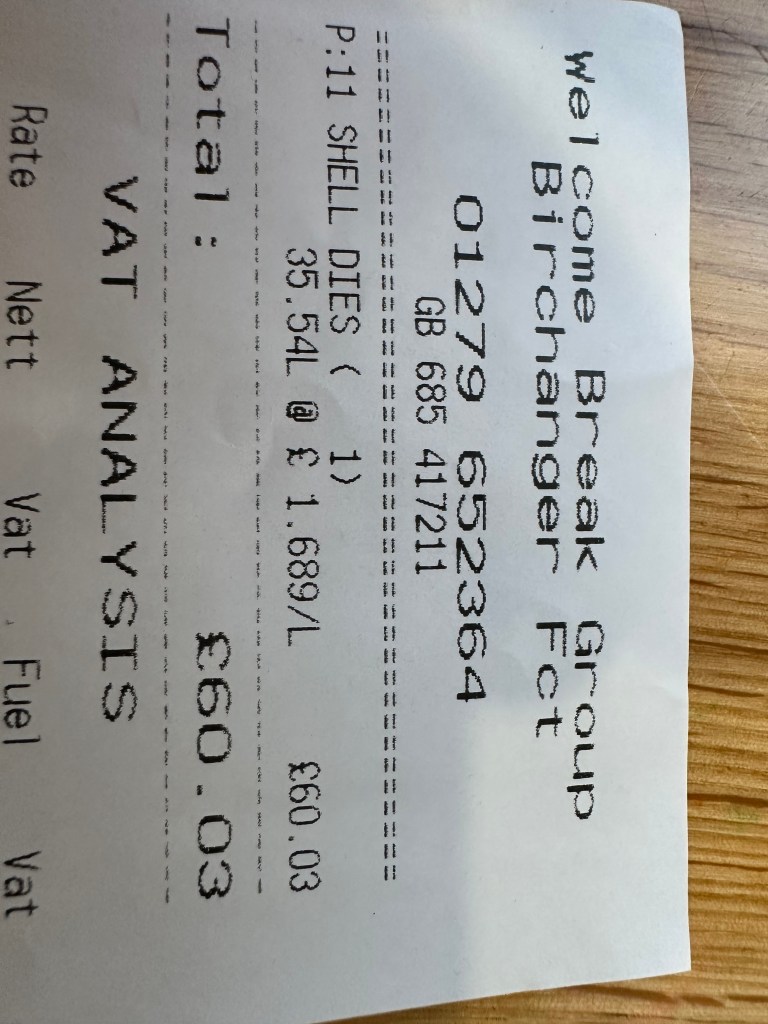 Welcome Break Group
Birchanger Fct
01279 652364
GB 685 417211
========================================
P:11 SHELL DIES ( 1)
35.54L @ £ 1.689/L £60.03
----------------------------------------
Total: £60.03
----------------------------------------
VAT ANALYSIS
Rate Nett Vat Fuel Vat